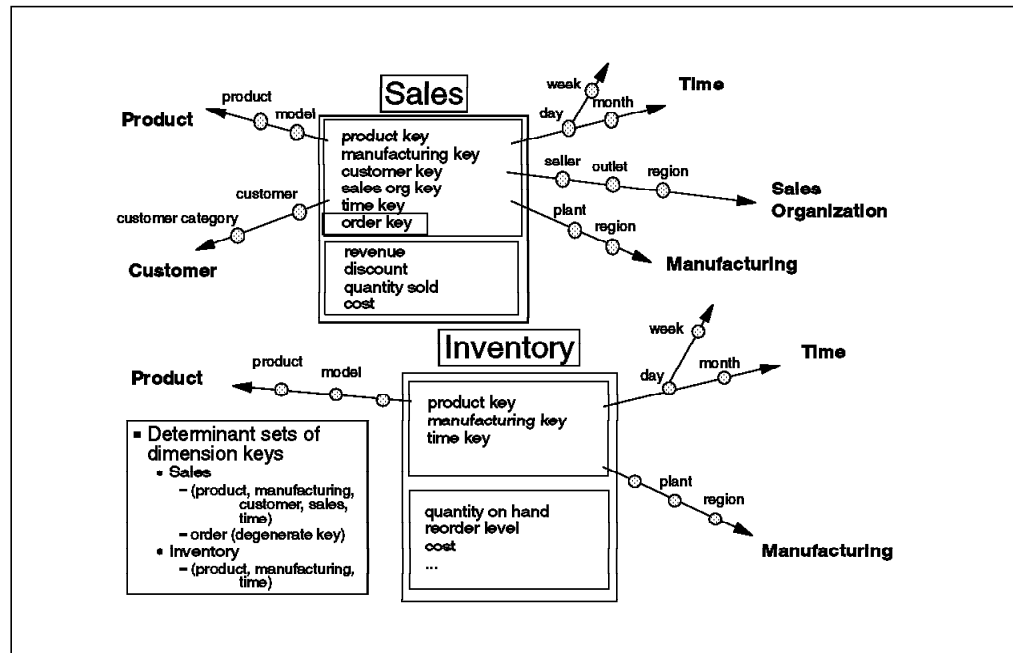 Sales
week
Time
product
day
month
Product
model
product key
manufacturing key
customer key
sales org key
time key
order key
seller
outlet
region
Sales
Organization
customer
customer category
Customer
plant
region
Manufacturing
revenue
discount
quantity sold
cost
Inventory
week
Time
product
model
day
month
Product
product key
manufacturing key
time key
■ Determinant sets of
dimension keys
• Sales
– (product, manufacturing,
customer, sales,
time)
– order (degenerate key)
• Inventory
– (product, manufacturing,
time)
plant
region
Manufacturing
quantity on hand
reorder level
cost
...